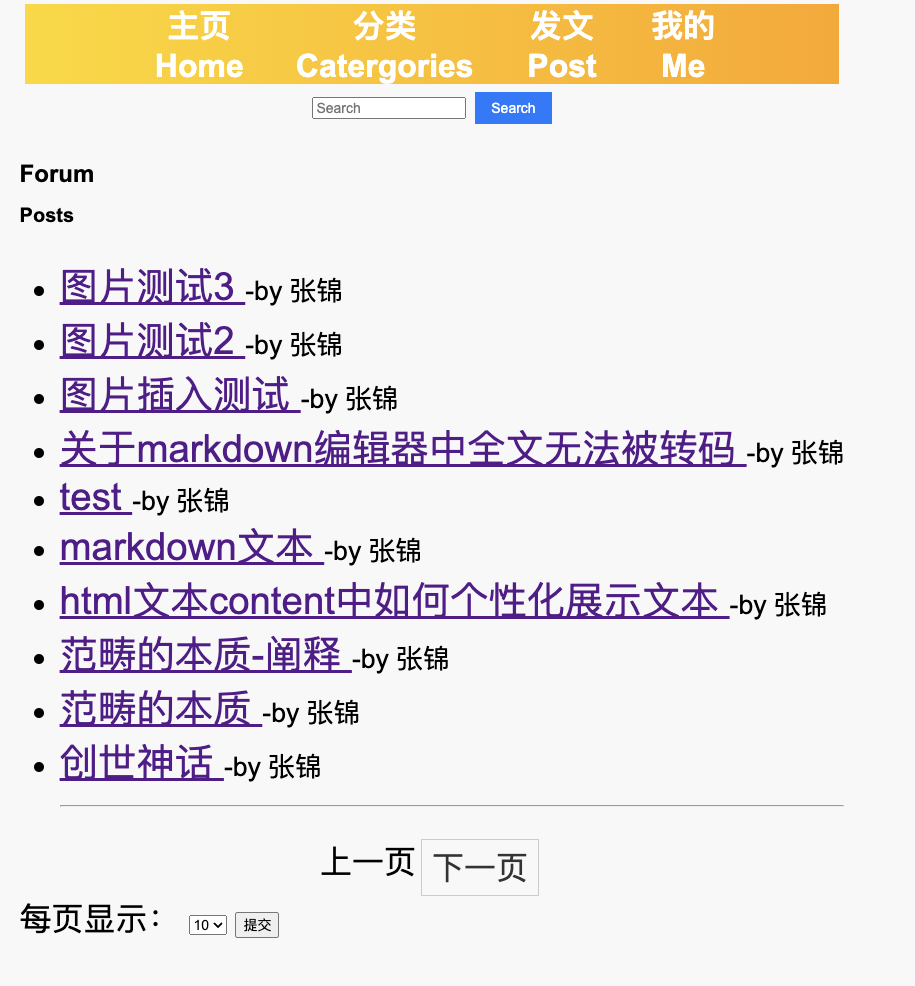 主页 分类 发文 我的
Home Catergories Post Me
Search Search
Forum
Posts
图片测试3 -by 张锦
图片测试2 -by 张锦
图片插入测试 -by 张锦
关于markdown编辑器中全文无法被转码 -by 张锦
test -by 张锦
markdown文本 -by 张锦
html文本content中如何个性化展示文本 -by 张锦
范畴的本质-阐释 -by 张锦
范畴的本质 -by 张锦
创世神话 -by 张锦
上一页 下一页
每页显示： 10 提交